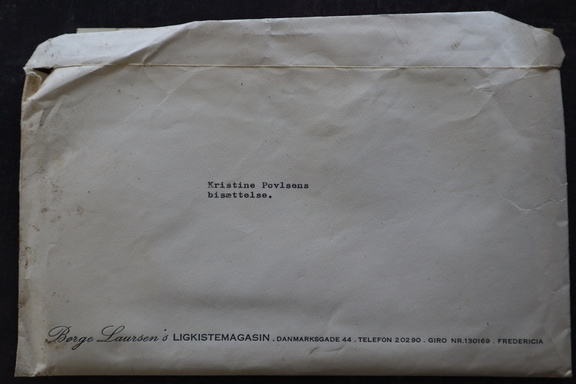 Kristine Povlsens
bisættelse.
Børge Laursen's LIGKISTEMAGASIN . DANMARKSGADE 44 . TELEFON 20290 . GIRO NR.130169 . FREDERICIA